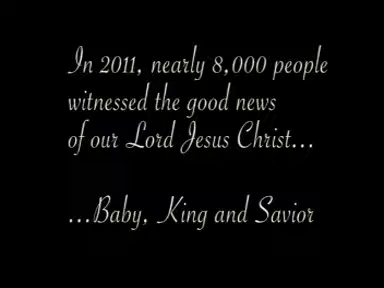 In 2011, nearly 8,000 people
witnessed the good news
of our Lord Jesus Christ...
...Baby, King and Savior